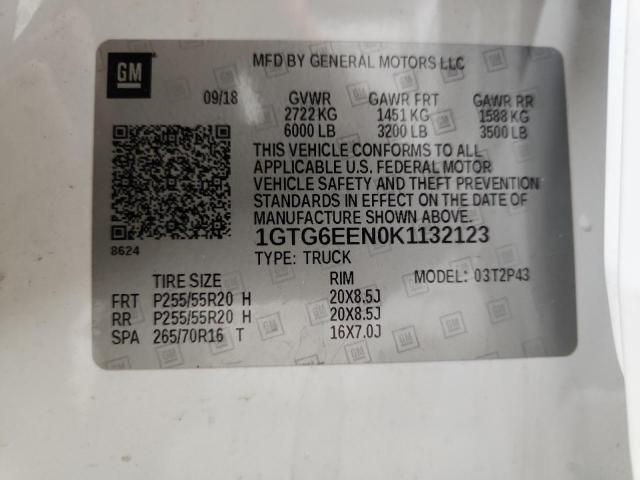 GM
MFD BY GENERAL MOTORS LLC
09/18 GVWR GAWR FRT GAWR RR
2722 KG 1451 KG 1588 KG
6000 LB 3200 LB 3500 LB
THIS VEHICLE CONFORMS TO ALL
APPLICABLE U.S. FEDERAL MOTOR
VEHICLE SAFETY AND THEFT PREVENTION
STANDARDS IN EFFECT ON THE DATE OF
MANUFACTURE SHOWN ABOVE.
8624
1GTG6EEN0K1132123
TYPE: TRUCK
TIRE SIZE RIM MODEL: 03T2P43
FRT P255/55R20 H 20X8.5J
RR P255/55R20 H 20X8.5J
SPA 265/70R16 T 16X7.0J